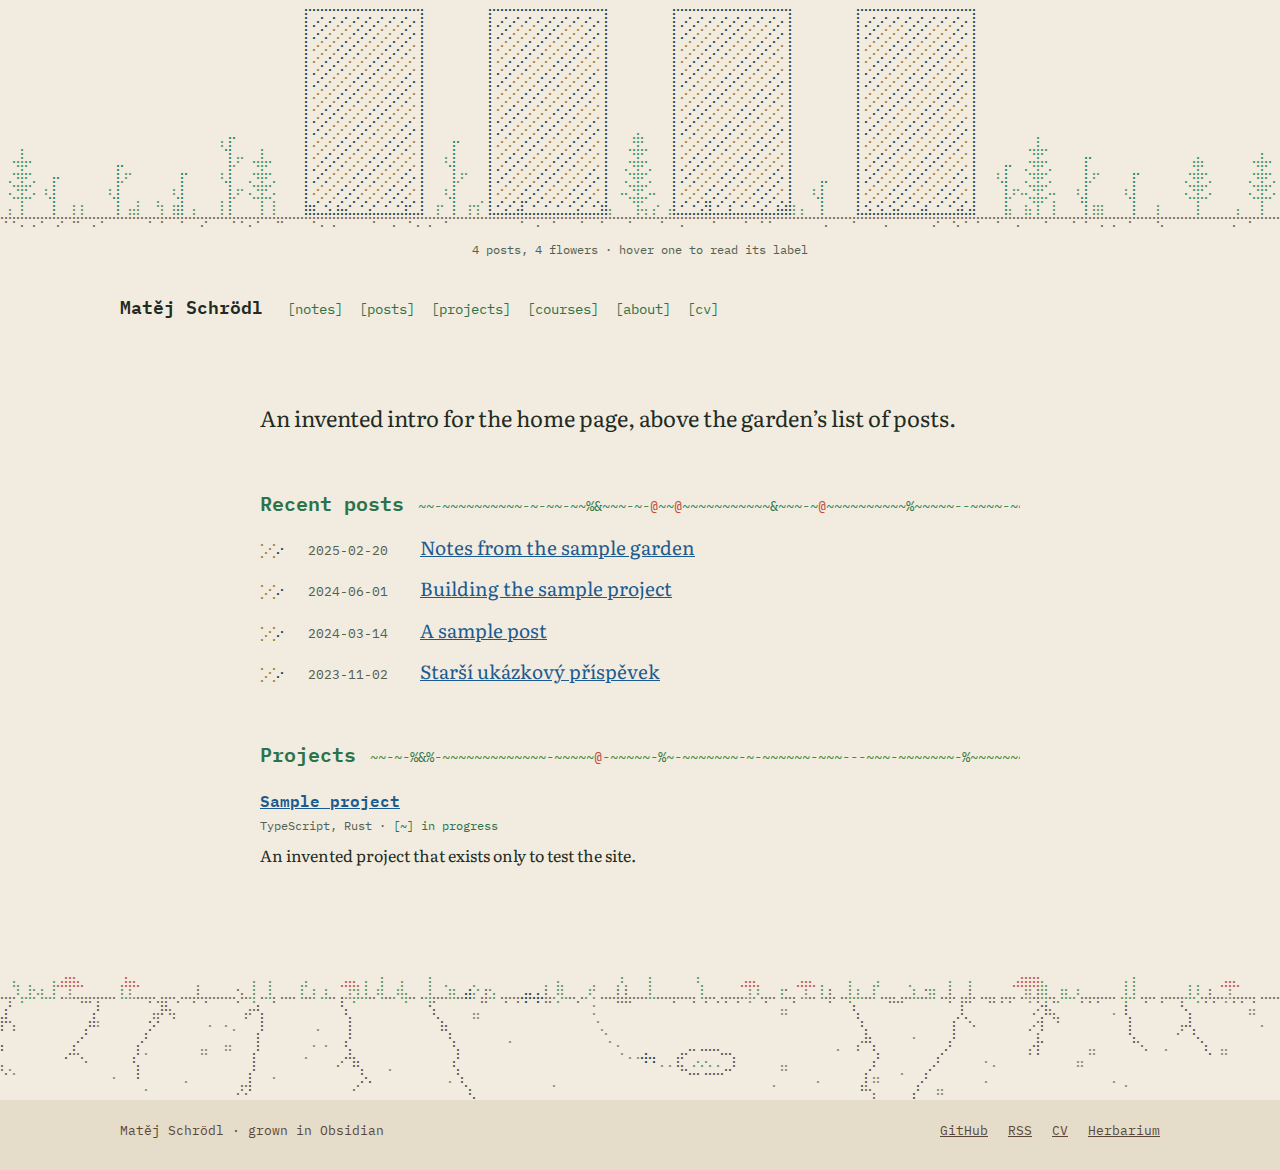 4 posts, 4 flowers · hover one to read its label
Matěj Schrödl [notes] [posts] [projects] [courses] [about] [cv]
An invented intro for the home page, above the garden’s list of posts.
Recent posts
2025-02-20 Notes from the sample garden
2024-06-01 Building the sample project
2024-03-14 A sample post
2023-11-02 Starší ukázkový příspěvek
Projects
Sample project
TypeScript, Rust · [~] in progress
An invented project that exists only to test the site.
Matěj Schrödl · grown in Obsidian GitHub RSS CV Herbarium